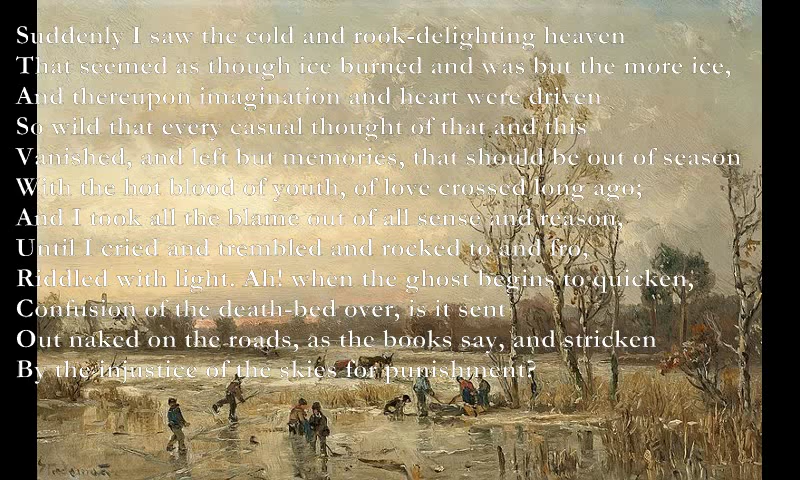 Suddenly I saw the cold and rook-delighting heaven
That seemed as though ice burned and was but the more ice,
And thereupon imagination and heart were driven
So wild that every casual thought of that and this
Vanished, and left but memories, that should be out of season
With the hot blood of youth, of love crossed long ago;
And I took all the blame out of all sense and reason,
Until I cried and trembled and rocked to and fro,
Riddled with light. Ah! when the ghost begins to quicken,
Confusion of the death-bed over, is it sent
Out naked on the roads, as the books say, and stricken
By the injustice of the skies for punishment?